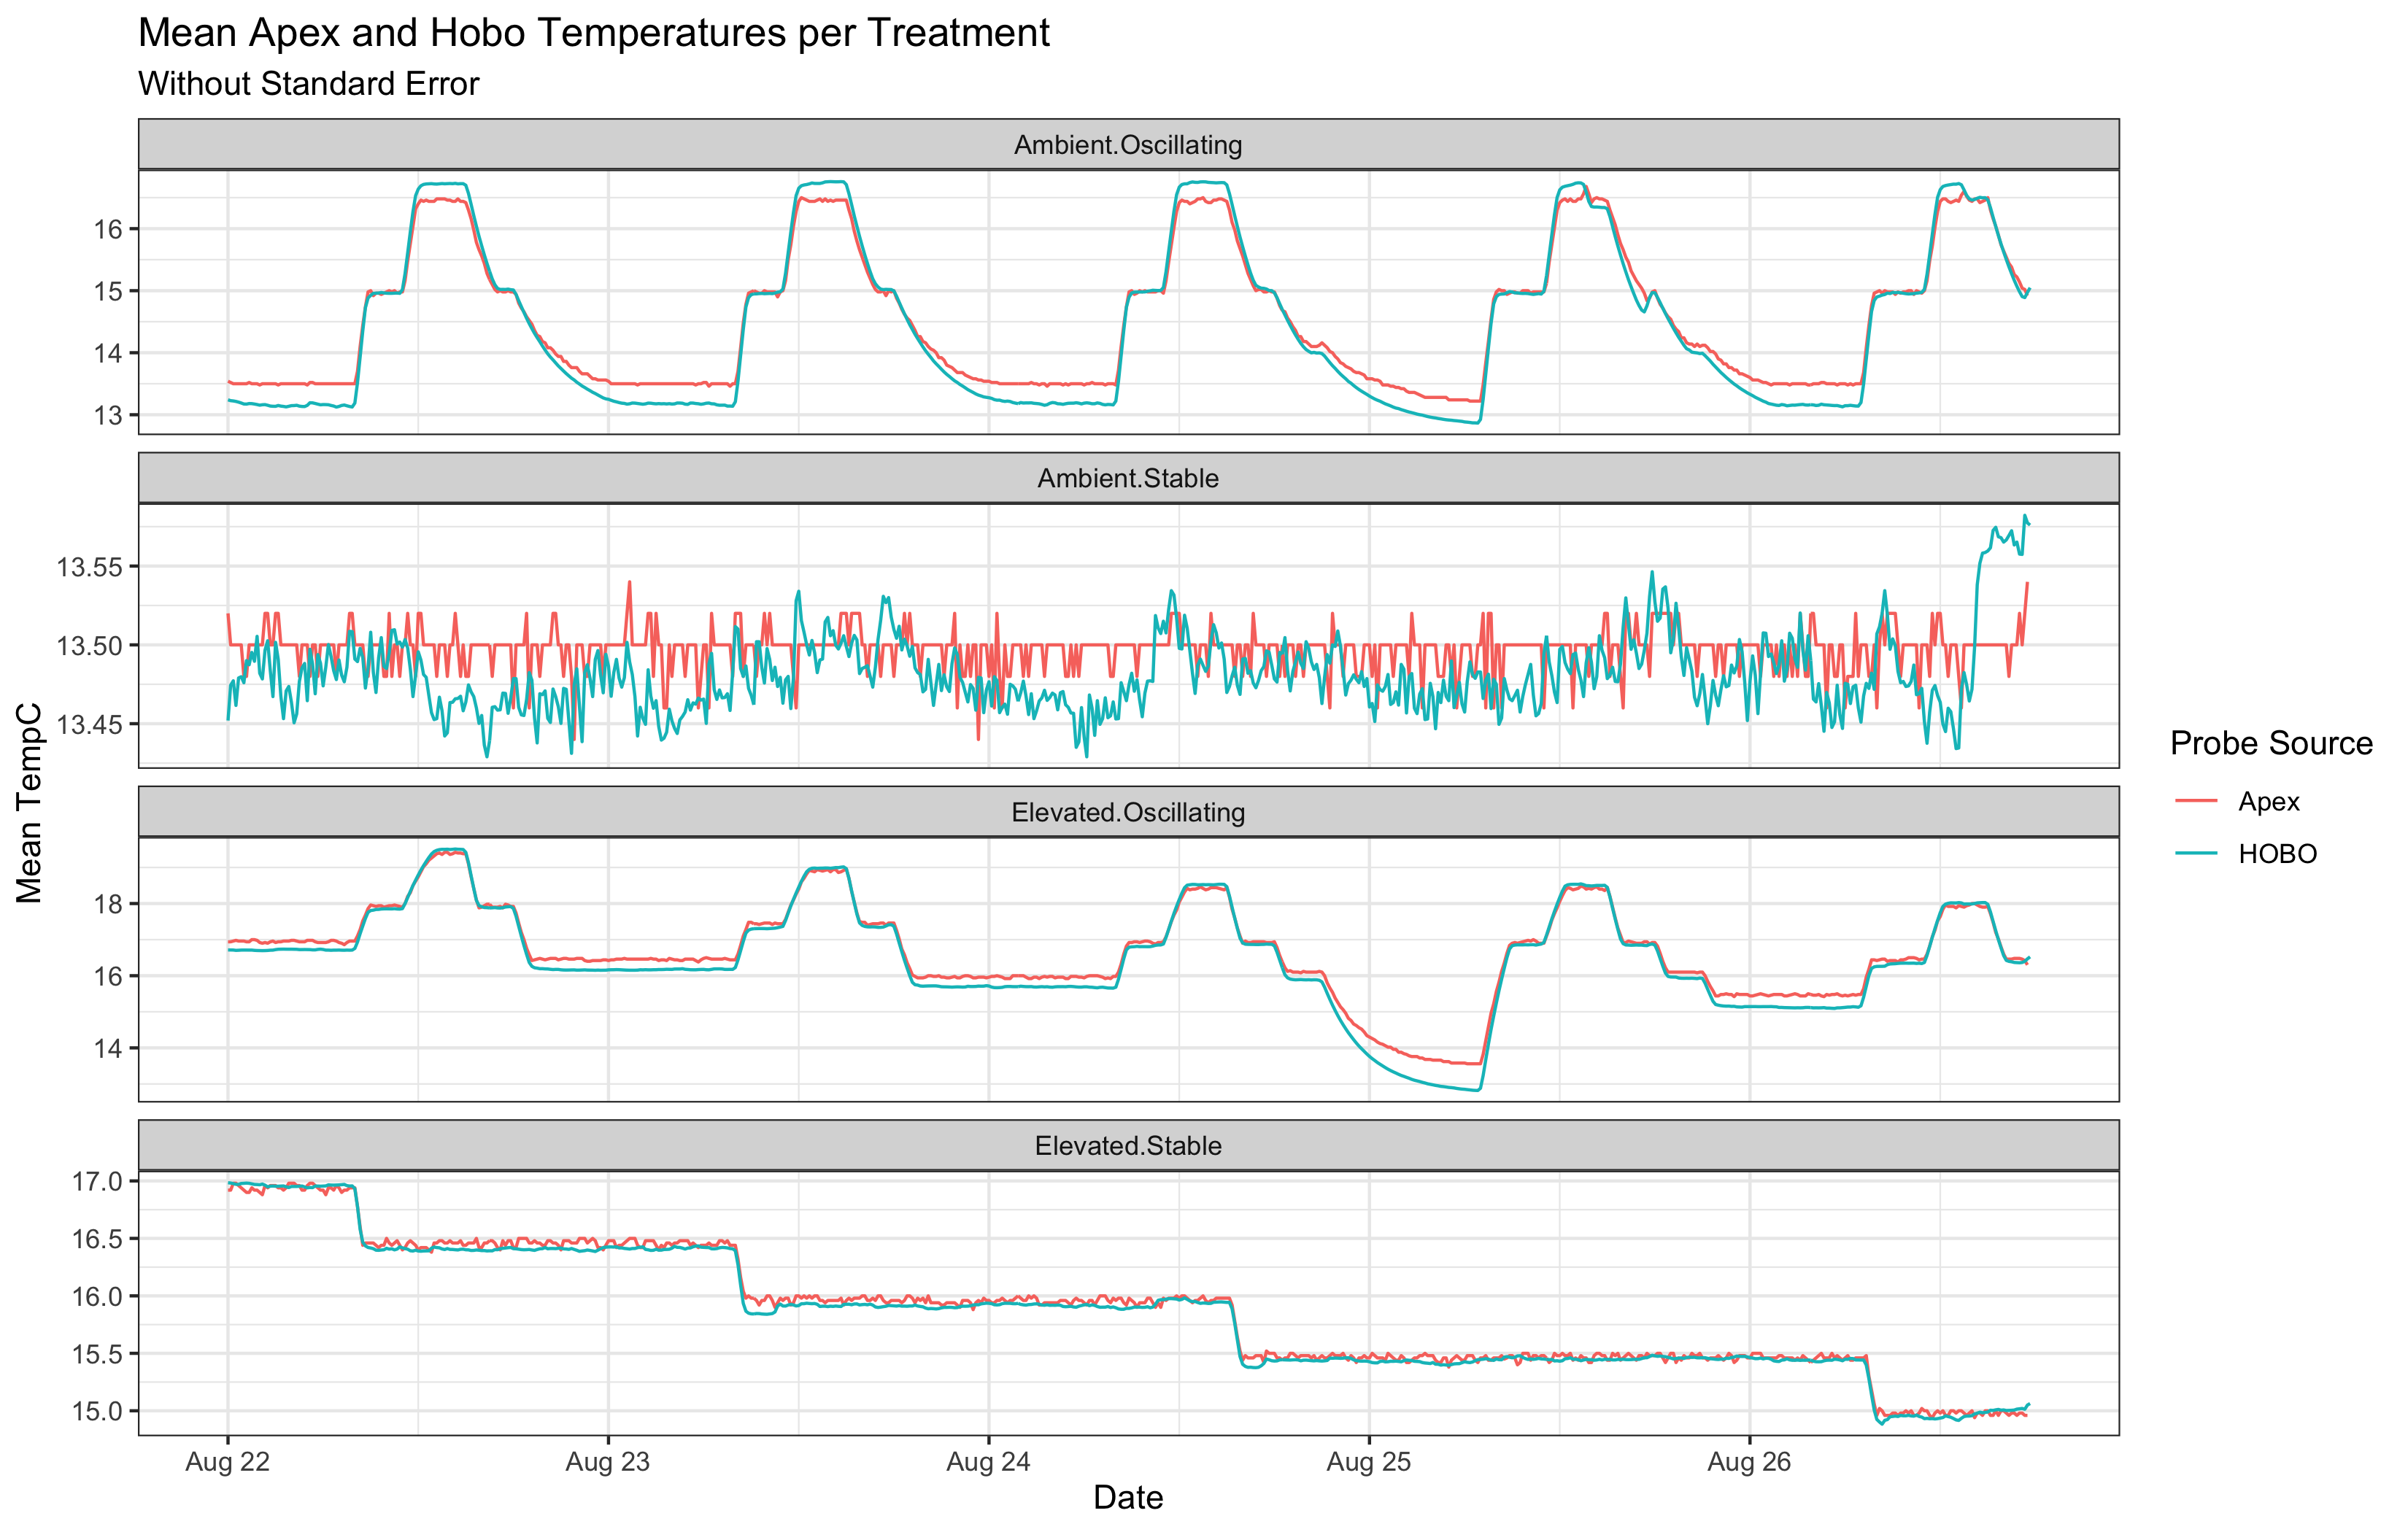 Mean Apex and Hobo Temperatures per Treatment
Without Standard Error
Ambient.Oscillating
16
15
14
13
Ambient.Stable
13.55
13.50
13.45
Elevated.Oscillating
18
16
14
Elevated.Stable
17.0
16.5
16.0
15.5
15.0
Aug 22
Aug 23
Aug 24
Aug 25
Aug 26
Date
Mean TempC
Probe Source
Apex
HOBO